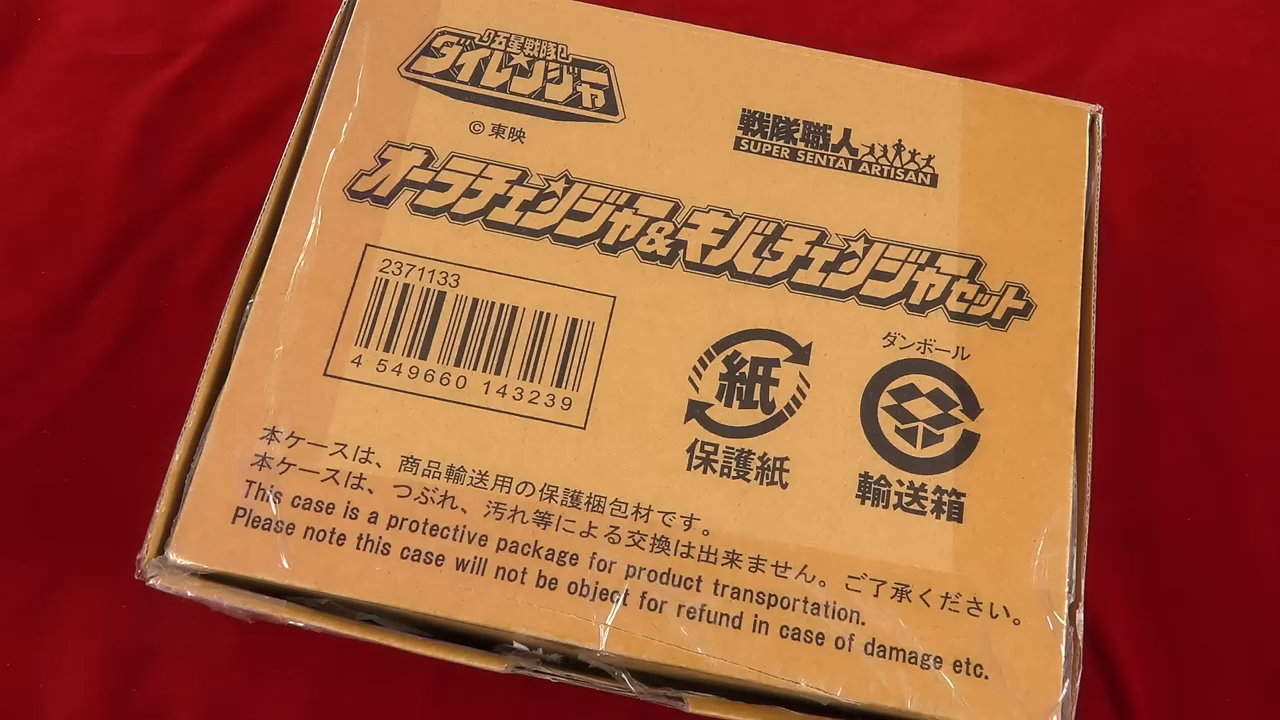 五星戦隊
ダイレンジャー
© 東映
戦隊職人
SUPER SENTAI ARTISAN
オーラチェンジャー&キバチェンジャーセット
2371133
4 549660 143239
紙
保護紙
ダンボール
輸送箱
本ケースは、商品輸送用の保護梱包材です。
本ケースは、つぶれ、汚れ等による交換は出来ません。ご了承ください。
This case is a protective package for product transportation.
Please note this case will not be object for refund in case of damage etc.